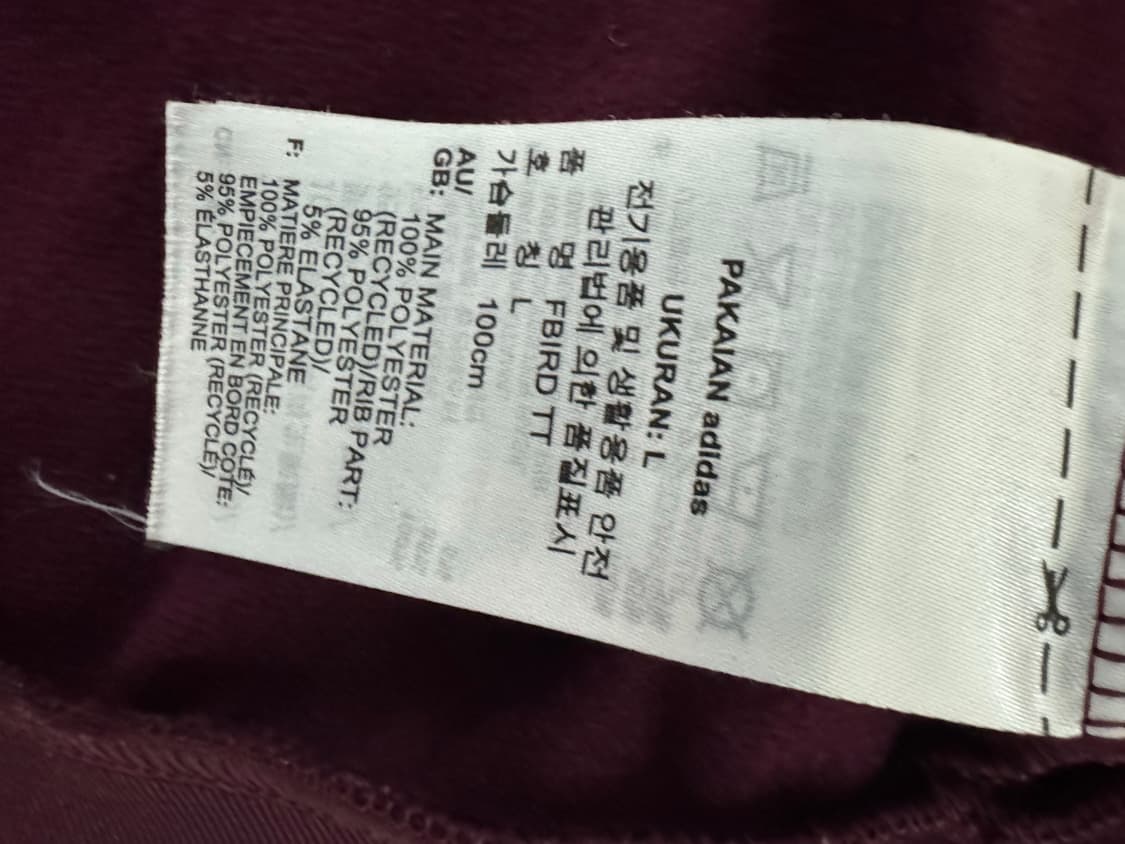 PAKAIAN adidas
UKURAN: L
전기용품 및 생활용품 안전
관리법에 의한 품질표시
품 명 FBIRD TT
호 칭 L
가슴둘레 100cm
AU/
GB: MAIN MATERIAL:
100% POLYESTER
(RECYCLED)/RIB PART:
95% POLYESTER
(RECYCLED)/
5% ELASTANE
F: MATIERE PRINCIPALE:
100% POLYESTER (RECYCLÉ)/
EMPIECEMENT EN BORD COTE:
95% POLYESTER (RECYCLÉ)/
5% ÉLASTHANNE